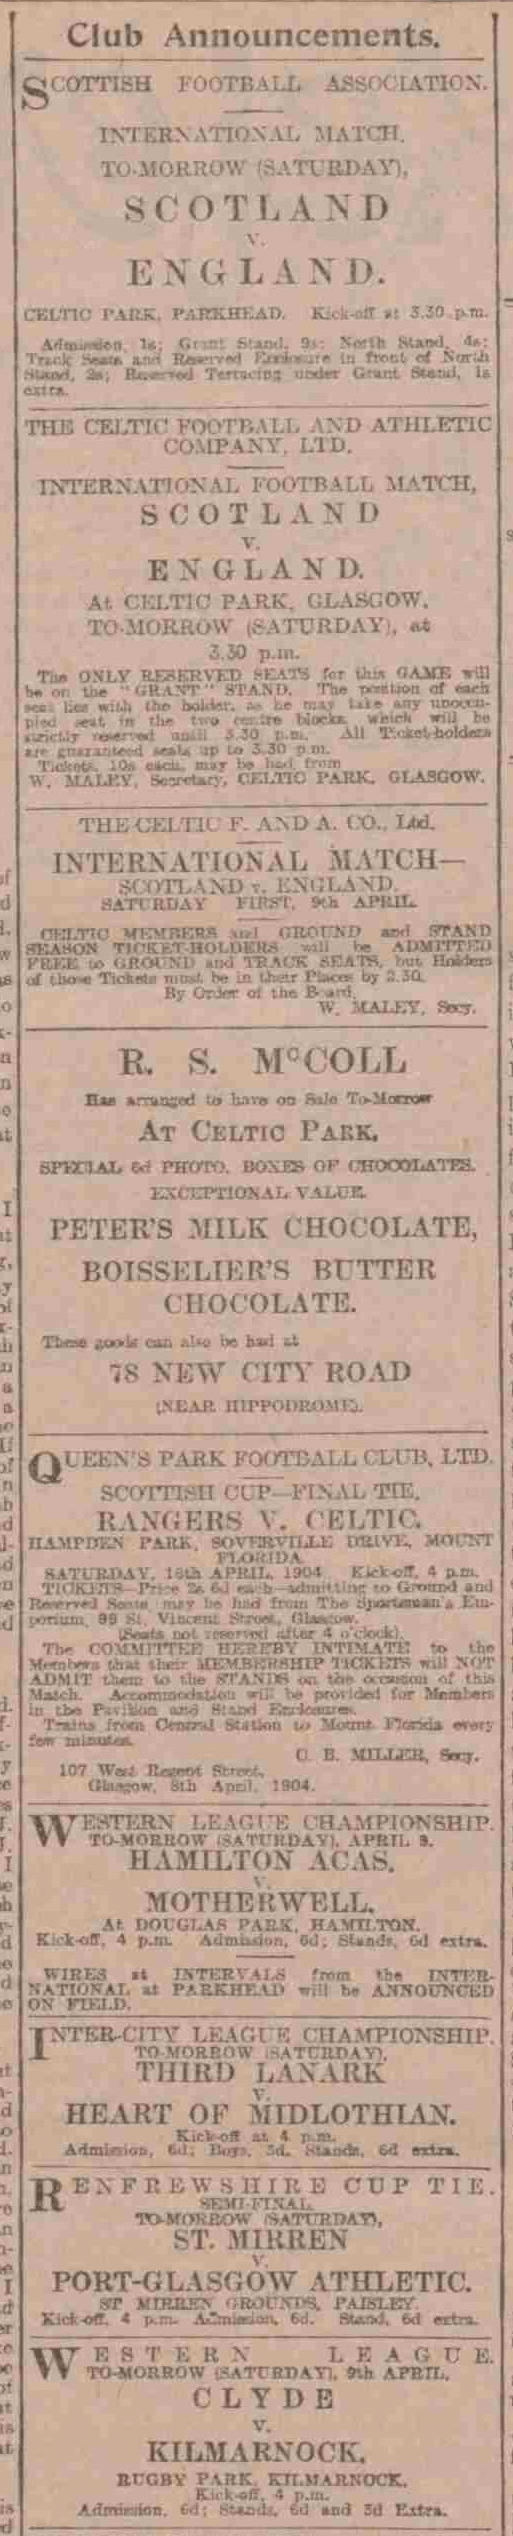 Club Announcements.
SCOTTISH FOOTBALL ASSOCIATION.
INTERNATIONAL MATCH,
TO-MORROW (SATURDAY),
SCOTLAND
v.
ENGLAND.
CELTIC PARK, PARKHEAD. Kick-off at 3.30 p.m.
Admission, 1s; Grant Stand, 9s; North Stand, 4s;
Track Seats and Reserved Enclosure in front of North
Stand, 2s; Reserved Terracing under Grant Stand, 1s
extra.
THE CELTIC FOOTBALL AND ATHLETIC
COMPANY, LTD.
INTERNATIONAL FOOTBALL MATCH,
SCOTLAND
v.
ENGLAND.
At CELTIC PARK, GLASGOW,
TO-MORROW (SATURDAY), at
3.30 p.m.
The ONLY RESERVED SEATS for this GAME will
be on the "GRANT" STAND. The position of each
seat lies with the holder, as he may take any unoccu-
pied seat in the two centre blocks, which will be
strictly reserved until 3.30 p.m. All Ticket-holders
are guaranteed seats up to 3.30 p.m.
Tickets, 10s each, may be had from
W. MALEY, Secretary, CELTIC PARK, GLASGOW.
THE CELTIC F. AND A. CO., Ltd.
INTERNATIONAL MATCH—
SCOTLAND v. ENGLAND.
SATURDAY FIRST, 9th APRIL.
CELTIC MEMBERS and GROUND and STAND
SEASON TICKET-HOLDERS will be ADMITTED
FREE to GROUND and TRACK SEATS, but Holders
of those Tickets must be in their Places by 2.30.
By Order of the Board,
W. MALEY, Secy.
R. S. McCOLL
Has arranged to have on Sale To-Morrow
AT CELTIC PARK,
SPECIAL 6d PHOTO. BOXES OF CHOCOLATES.
EXCEPTIONAL VALUE.
PETER'S MILK CHOCOLATE,
BOISSELIER'S BUTTER
CHOCOLATE.
These goods can also be had at
78 NEW CITY ROAD
(NEAR HIPPODROME).
QUEEN'S PARK FOOTBALL CLUB, LTD.
SCOTTISH CUP—FINAL TIE.
RANGERS V. CELTIC.
HAMPDEN PARK, SOVERVILLE DRIVE, MOUNT
FLORIDA
SATURDAY, 16th APRIL, 1904. Kick-off, 4 p.m.
TICKETS—Price 2s 6d each—admitting to Ground and
Reserved Seats may be had from The Sportsman's Em-
porium, 99 St. Vincent Street, Glasgow.
(Seats not reserved after 4 o'clock).
The COMMITTEE HEREBY INTIMATE to the
Members that their MEMBERSHIP TICKETS will NOT
ADMIT them to the STANDS on the occasion of this
Match. Accommodation will be provided for Members
in the Pavilion and Stand Enclosures.
Trains from Central Station to Mount Florida every
few minutes.
C. B. MILLER, Secy.
107 West Regent Street,
Glasgow, 8th April, 1904.
WESTERN LEAGUE CHAMPIONSHIP.
TO-MORROW (SATURDAY), APRIL 9.
HAMILTON ACAS.
v.
MOTHERWELL.
At DOUGLAS PARK, HAMILTON.
Kick-off, 4 p.m. Admission, 6d; Stands, 6d extra.
WIRES at INTERVALS from the INTER-
NATIONAL at PARKHEAD will be ANNOUNCED
ON FIELD.
INTER-CITY LEAGUE CHAMPIONSHIP.
TO-MORROW (SATURDAY),
THIRD LANARK
v.
HEART OF MIDLOTHIAN.
Kick-off at 4 p.m.
Admission, 6d; Boys, 3d. Stands, 6d extra.
RENFREWSHIRE CUP TIE.
SEMI-FINAL.
TO-MORROW (SATURDAY),
ST. MIRREN
v.
PORT-GLASGOW ATHLETIC.
ST. MIRREN GROUNDS, PAISLEY.
Kick-off, 4 p.m. Admission, 6d. Stand, 6d extra.
WESTERN LEAGUE.
TO-MORROW (SATURDAY), 9th APRIL,
CLYDE
v.
KILMARNOCK,
RUGBY PARK, KILMARNOCK.
Kick-off, 4 p.m.
Admission, 6d; Stands, 6d and 3d Extra.